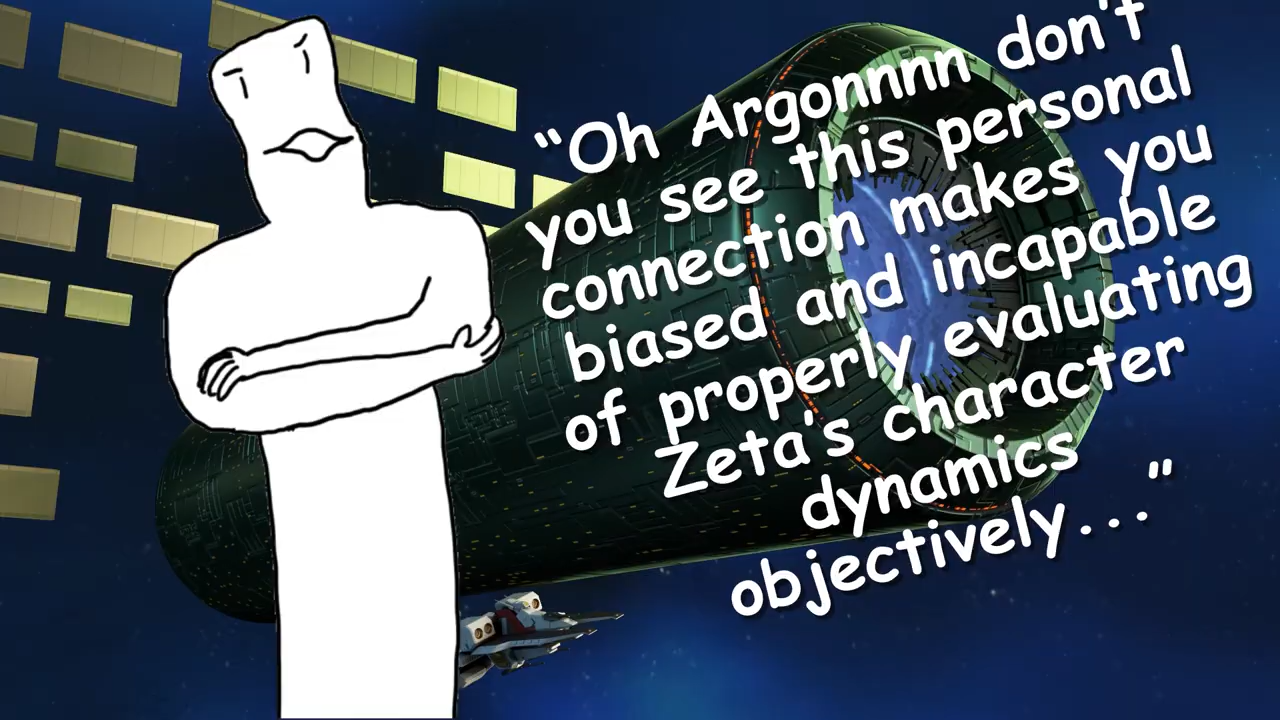 “Oh Argonnnn don't
you see this personal
connection makes you
biased and incapable
of properly evaluating
Zeta's character
dynamics
objectively...”